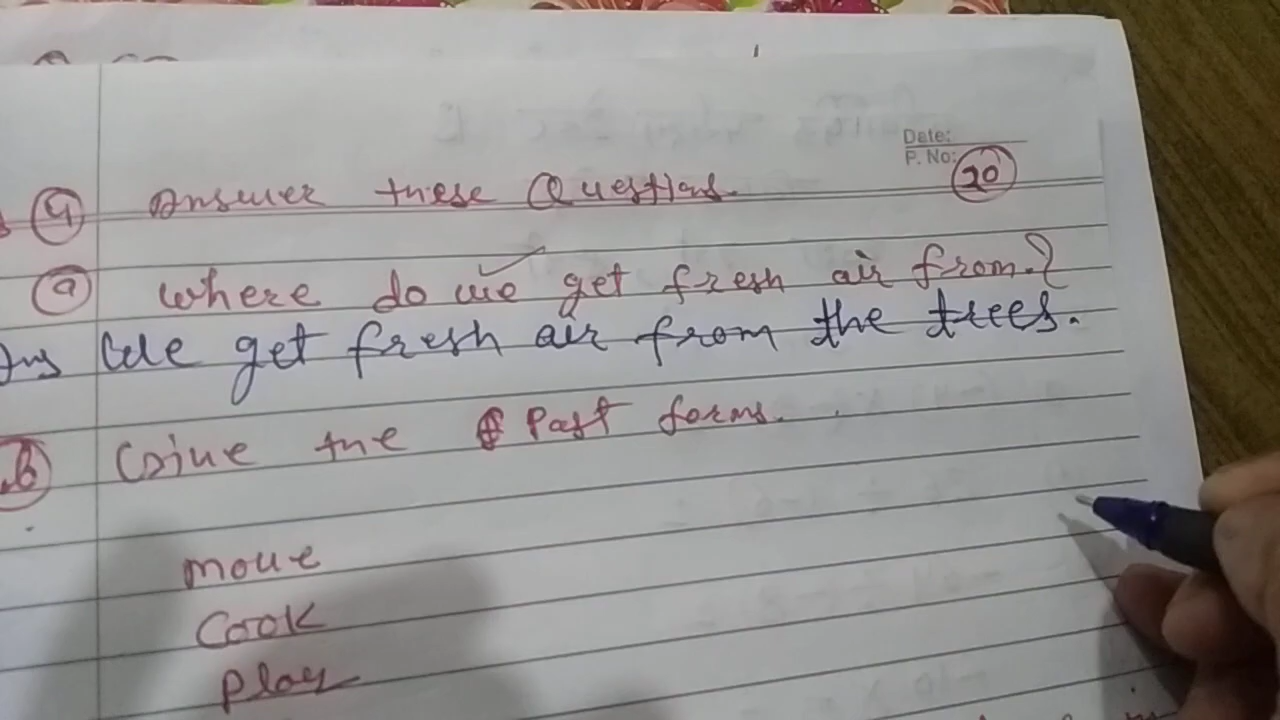 Date:
P. No: 20
4 Answer these Questions.
a where do we get fresh air from.?
Ans We get fresh air from the trees.
b Give the Past forms.
move
Cook
Play